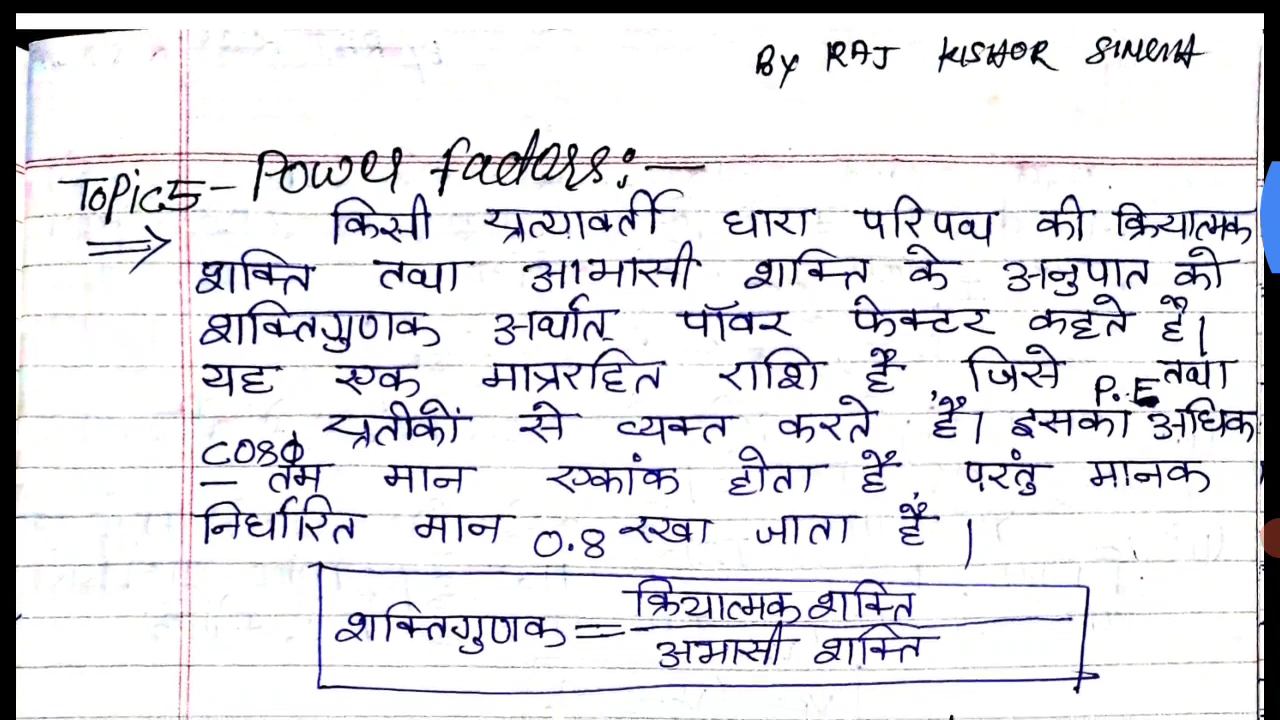 By RAJ KISHOR SINGH
Topic5- Power factors:—
⇒ किसी प्रत्यावर्ती धारा परिपथ की क्रियात्मक
शक्ति तथा आभासी शक्ति के अनुपात को
शक्तिगुणक अर्थात् पॉवर फेक्टर कहते है।
यह एक मात्ररहित राशि है, जिसे P.F तथा
cosϕ प्रतीकों से व्यक्त करते हैं। इसका अधिक
– तम मान एकांक होता है, परंतु मानक
निर्धारित मान 0.8 रखा जाता है।
शक्तिगुणक = क्रियात्मक शक्ति
अभासी शक्ति